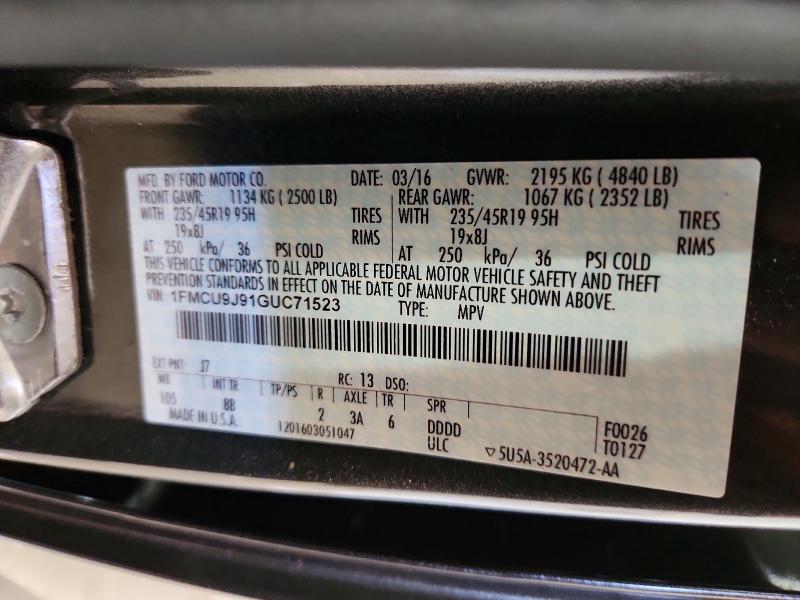 MFD. BY FORD MOTOR CO. DATE: 03/16 GVWR: 2195 KG ( 4840 LB)
FRONT GAWR: 1134 KG ( 2500 LB) REAR GAWR: 1067 KG ( 2352 LB)
WITH 235/45R19 95H TIRES WITH 235/45R19 95H TIRES
19x8J RIMS 19x8J RIMS
AT 250 kPa/ 36 PSI COLD AT 250 kPa/ 36 PSI COLD
THIS VEHICLE CONFORMS TO ALL APPLICABLE FEDERAL MOTOR VEHICLE SAFETY AND THEFT
PREVENTION STANDARDS IN EFFECT ON THE DATE OF MANUFACTURE SHOWN ABOVE.
VIN: 1FMCU9J91GUC71523 TYPE: MPV
EXT PNT: J7 RC: 13 DSO:
WB INT TR TP/PS R AXLE TR SPR
105 BB 2 3A 6 DDDD F0026
MADE IN U.S.A. 1201603051047 ULC ▽5U5A-3520472-AA T0127